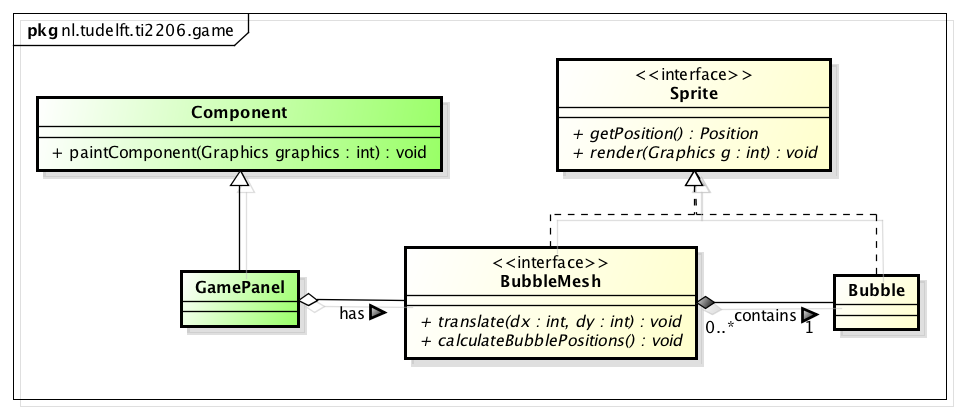 pkg nl.tudelft.ti2206.game
<<interface>>
Sprite
+ getPosition() : Position
+ render(Graphics g : int) : void
Component
+ paintComponent(Graphics graphics : int) : void
GamePanel
has
<<interface>>
BubbleMesh
+ translate(dx : int, dy : int) : void
+ calculateBubblePositions() : void
0..*
contains
1
Bubble